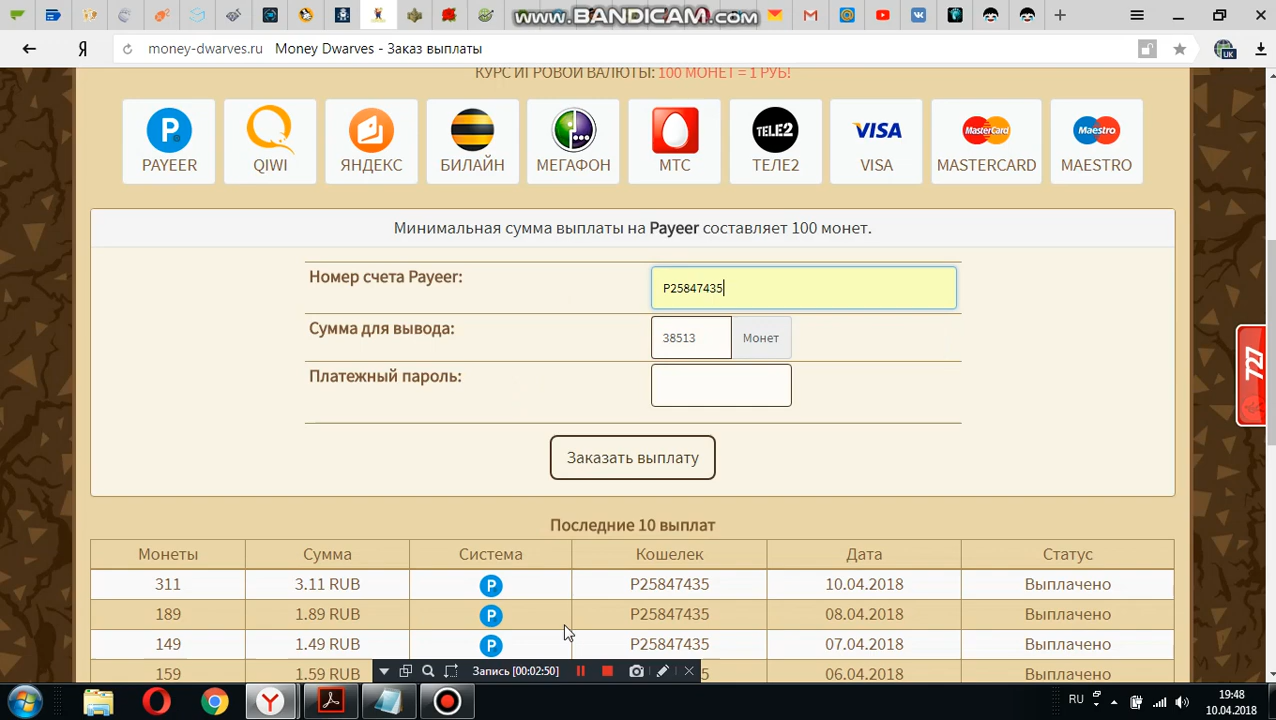 www.BANDICAM.com
Я money-dwarves.ru Money Dwarves - Заказ выплаты
UK
КУРС ИГРОВОЙ ВАЛЮТЫ: 100 МОНЕТ = 1 РУБ!
TELE2 VISA MasterCard Maestro
PAYEER QIWI ЯНДЕКС БИЛАЙН МЕГАФОН МТС ТЕЛЕ2 VISA MASTERCARD MAESTRO
Минимальная сумма выплаты на Payeer составляет 100 монет.
Номер счета Payeer: P25847435
Сумма для вывода: 38513 Монет
Платежный пароль:
Заказать выплату
Последние 10 выплат
Монеты Сумма Система Кошелек Дата Статус
311 3.11 RUB P P25847435 10.04.2018 Выплачено
189 1.89 RUB P P25847435 08.04.2018 Выплачено
149 1.49 RUB P P25847435 07.04.2018 Выплачено
159 1.59 RUB 06.04.2018 Выплачено
Запись [00:02:50]
RU 19:48
10.04.2018